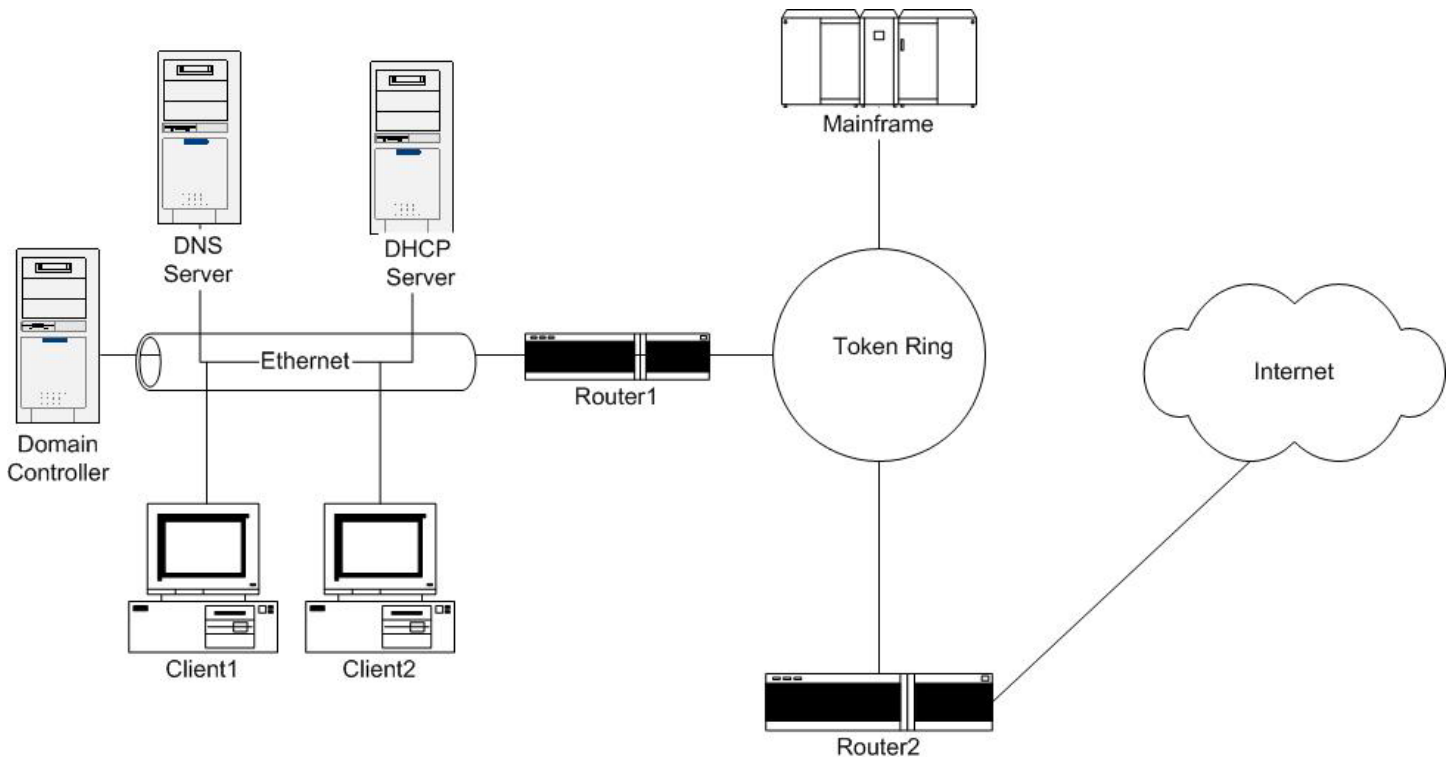 Mainframe
DNS
Server
DHCP
Server
Ethernet
Router1
Token Ring
Internet
Domain
Controller
Client1
Client2
Router2